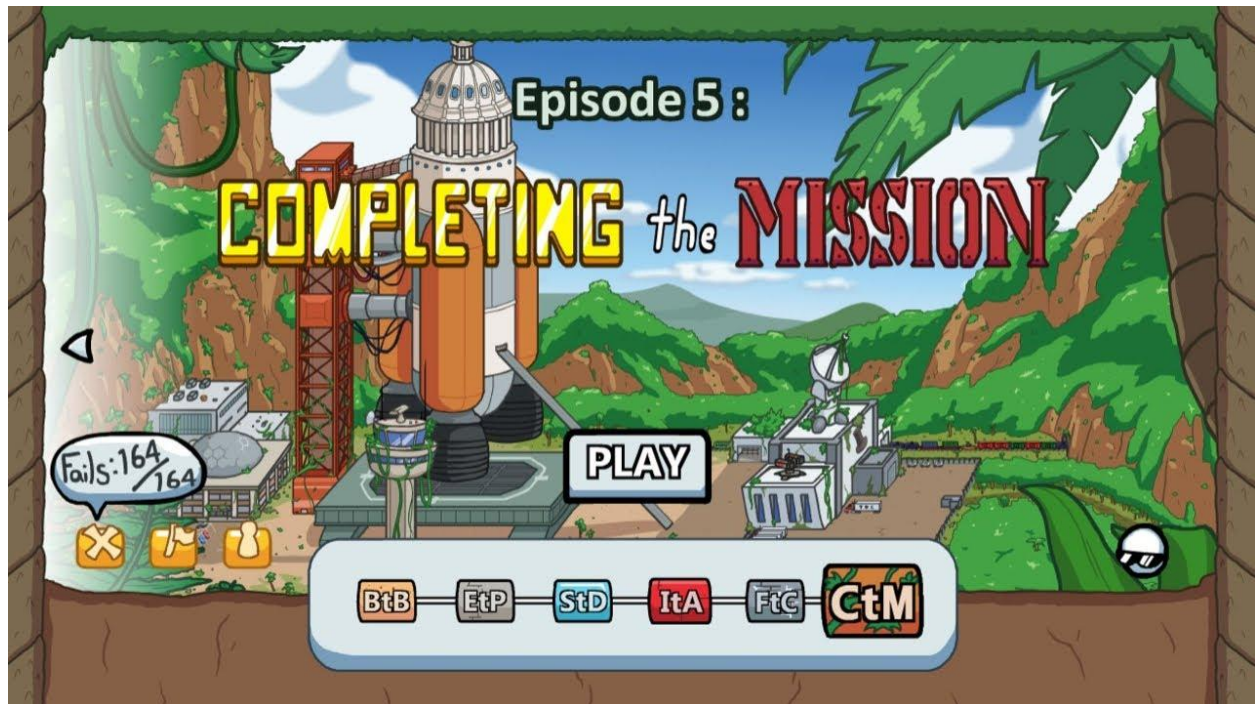 Episode 5 :
COMPLETING the MISSION
PLAY
Fails:164/164
BtB EtP StD ItA FtC CtM